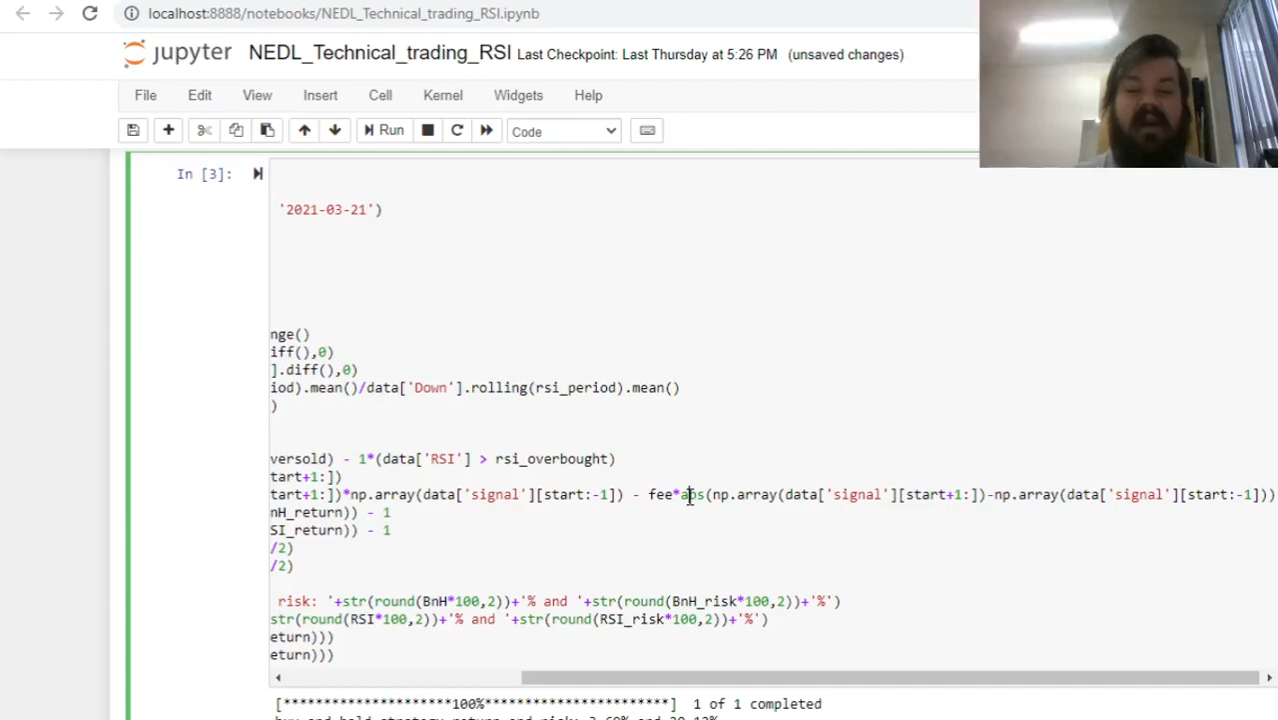 localhost:8888/notebooks/NEDL_Technical_trading_RSI.ipynb
jupyter NEDL_Technical_trading_RSI Last Checkpoint: Last Thursday at 5:26 PM (unsaved changes)
File Edit View Insert Cell Kernel Widgets Help
Run Code
In [3]:
'2021-03-21')
nge()
iff(),0)
].diff(),0)
iod).mean()/data['Down'].rolling(rsi_period).mean()
)
versold) - 1*(data['RSI'] > rsi_overbought)
tart+1:])
tart+1:])*np.array(data['signal'][start:-1]) - fee*abs(np.array(data['signal'][start+1:])-np.array(data['signal'][start:-1]))
nH_return)) - 1
SI_return)) - 1
/2)
/2)
risk: '+str(round(BnH*100,2))+'% and '+str(round(BnH_risk*100,2))+'%')
str(round(RSI*100,2))+'% and '+str(round(RSI_risk*100,2))+'%')
eturn)))
eturn)))
[*********************100%***********************] 1 of 1 completed